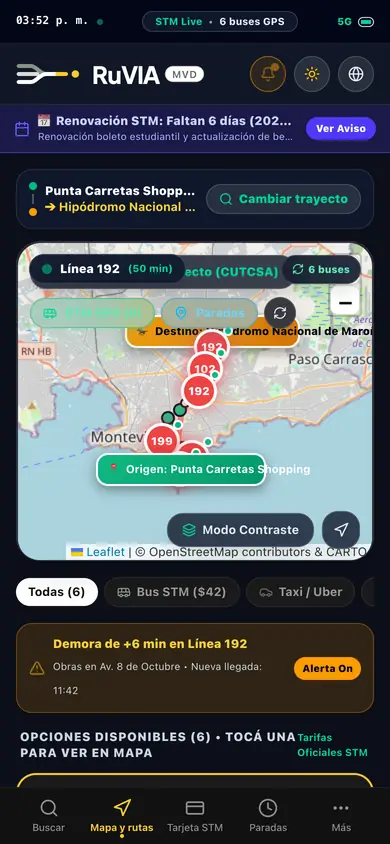 03:52 p. m.
STM Live • 6 buses GPS
5G
RuVIA MVD
Renovación STM: Faltan 6 días (202...
Renovación boleto estudiantil y actualización de be...
Ver Aviso
Punta Carretas Shopp...
➔ Hipódromo Nacional ...
Cambiar trayecto
Línea 192 (50 min)
ecto (CUTCSA)
6 buses
Paradas
−
Destino:
dromo Nacional de Maroñ
RN HB
Paso Carrasc
192
192
199
Montev
Origen: Punta Carretas Shopping
Modo Contraste
Leaflet | © OpenStreetMap contributors & CARTO
Todas (6)
Bus STM ($42)
Taxi / Uber
Demora de +6 min en Línea 192
Obras en Av. 8 de Octubre • Nueva llegada:
11:42
Alerta On
OPCIONES DISPONIBLES (6) • TOCÁ UNA
PARA VER EN MAPA
Tarifas
Oficiales STM
Buscar
Mapa y rutas
Tarjeta STM
Paradas
Más